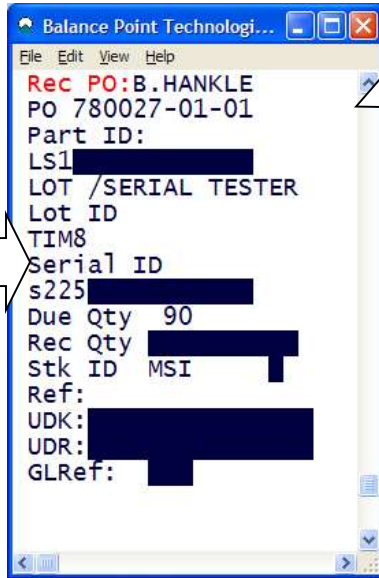 Balance Point Technologi...
File Edit View Help
Rec PO:B.HANKLE
PO 780027-01-01
Part ID:
LS1
LOT /SERIAL TESTER
Lot ID
TIM8
Serial ID
s225
Due Qty 90
Rec Qty
Stk ID MSI
Ref:
UDK:
UDR:
GLRef: